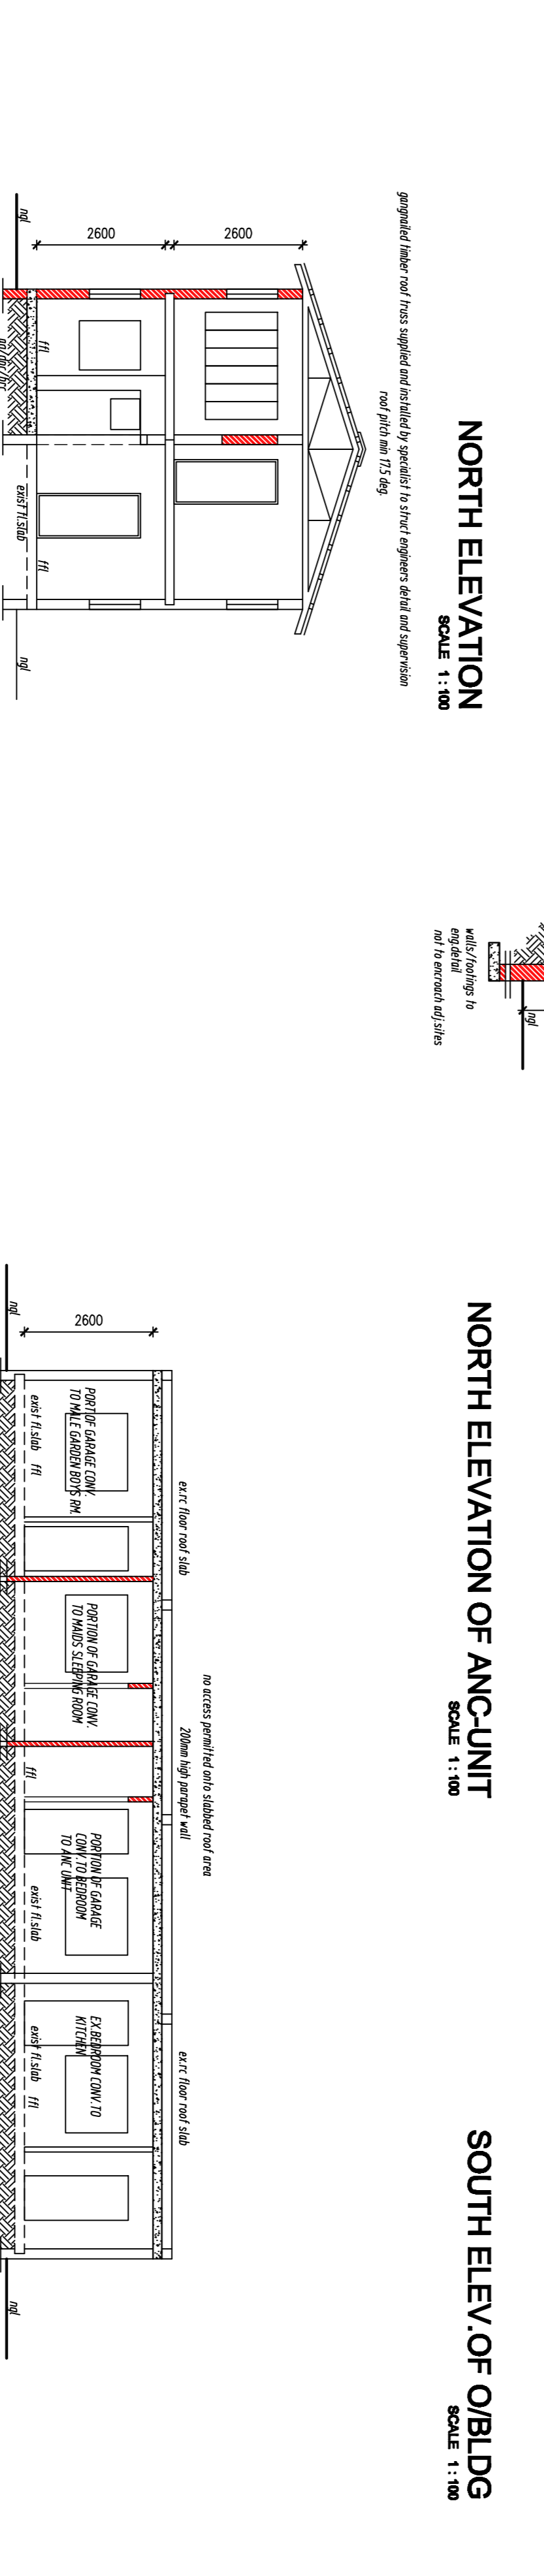 NORTH ELEVATION
SCALE 1 : 100
gangnailed timber roof truss supplied and installed by specialist to struct engineers detail and supervision
roof pitch min 17.5 deg.
2600
2600
ngl
ffl
exist fl.slab
ffl
ngl
walls/footings to
eng.detail
not to encroach adj.sites
ngl
NORTH ELEVATION OF ANC-UNIT
SCALE 1 : 100
SOUTH ELEV.OF O/BLDG
SCALE 1 : 100
no access permitted onto slabbed roof area
ex.rc floor roof slab
200mm high parapet wall
ex.rc floor roof slab
2600
ngl
PORT.OF GARAGE CONV.
TO MALE GARDEN BOYS RM.
exist fl.slab
ffl
PORTION OF GARAGE CONV.
TO MAIDS SLEEPING ROOM
ffl
PORTION OF GARAGE
CONV.TO BEDROOM
TO ANC UNIT
exist fl.slab
EX.BEDROOM CONV.TO
KITCHEN
exist fl.slab
ffl
ngl